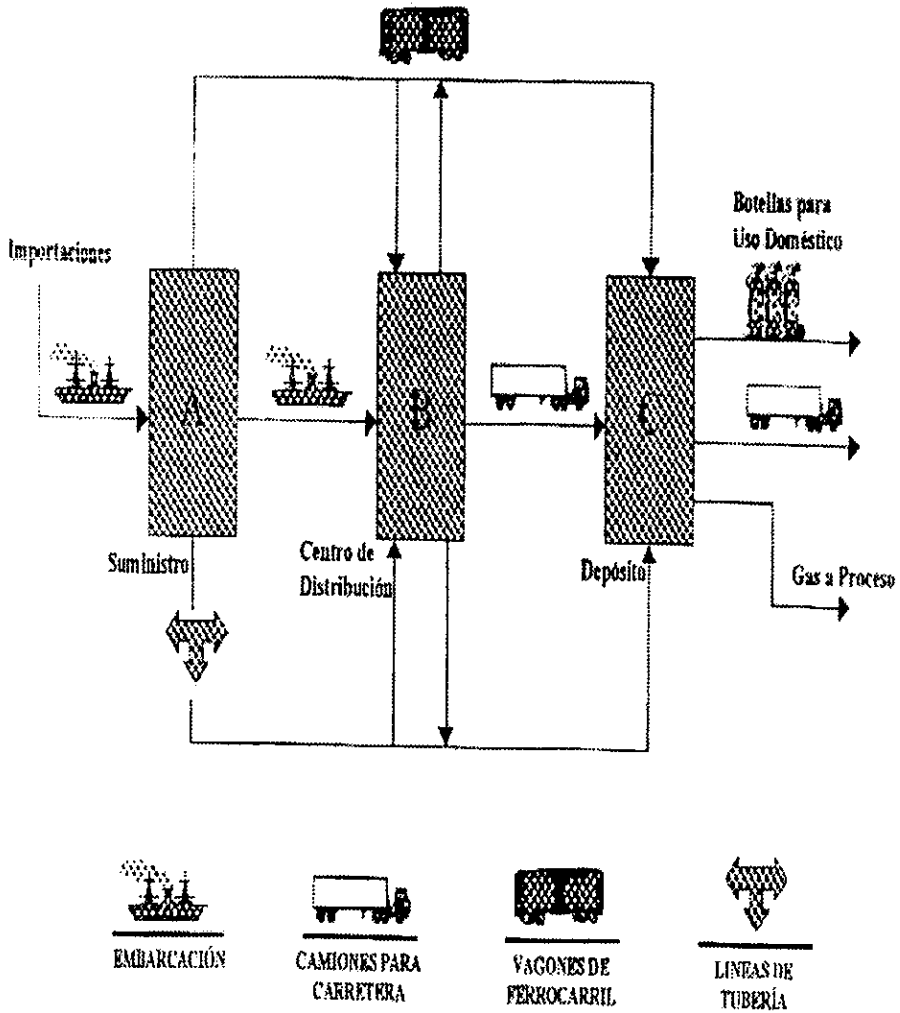 Botellas para
Uso Doméstico
Importaciones
A
B
C
Suministro
Centro de
Distribución
Depósito
Gas a Proceso
EMBARCACIÓN
CAMIONES PARA
CARRETERA
VAGONES DE
FERROCARRIL
LINEAS DE
TUBERÍA